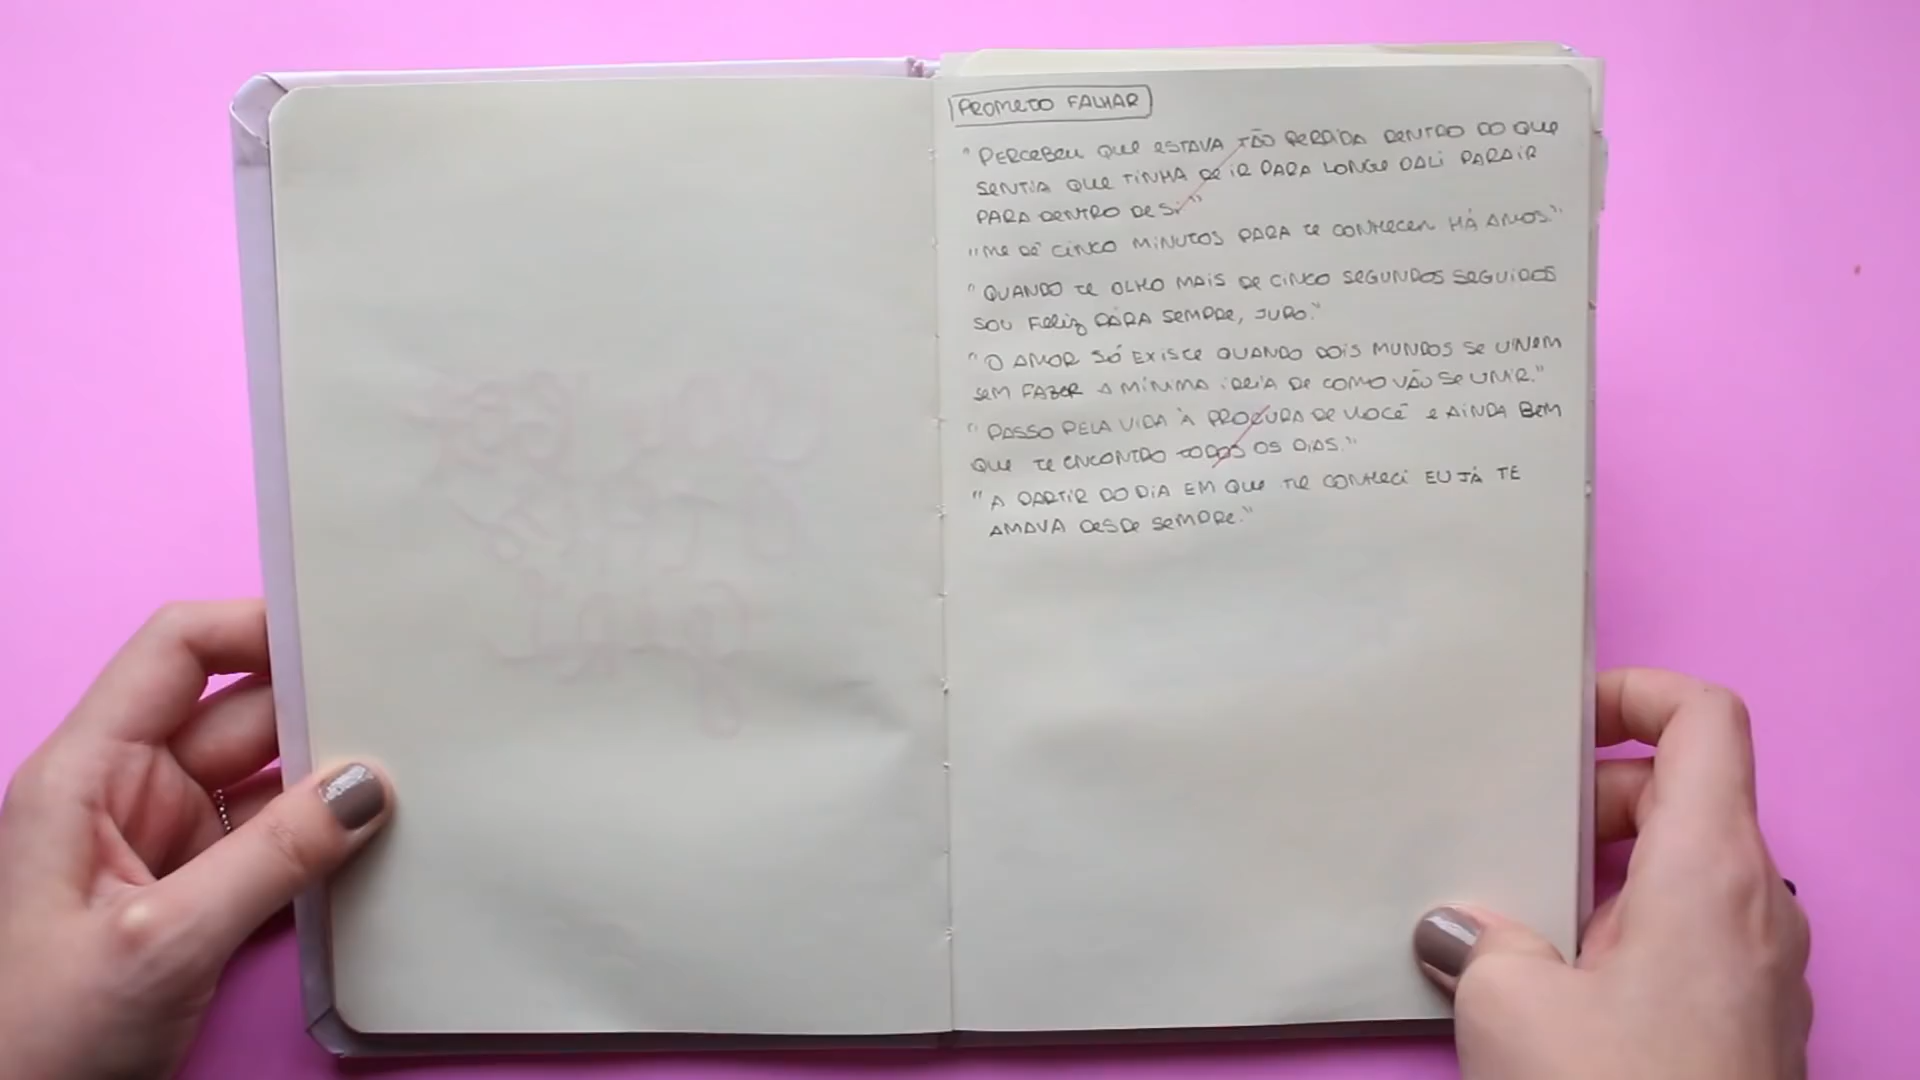 PROMETO FALHAR
"PERCEBEU QUE ESTAVA TÃO PERDIDA DENTRO DO QUE
SENTIA QUE TINHA DE IR PARA LONGE DALI PARA IR
PARA DENTRO DE SI"
"ME DÊ CINCO MINUTOS PARA TE CONHECER HÁ ANOS."
"QUANDO TE OLHO MAIS DE CINCO SEGUNDOS SEGUIDOS
SOU FELIZ PARA SEMPRE, JURO."
"O AMOR SÓ EXISTE QUANDO DOIS MUNDOS SE UNEM
SEM FAZER A MÍNIMA IDEIA DE COMO VÃO SE UNIR."
"PASSO PELA VIDA À PROCURA DE VOCÊ E AINDA BEM
QUE TE ENCONTRO TODOS OS DIAS."
"A PARTIR DO DIA EM QUE TE CONHECI EU JÁ TE
AMAVA DESDE SEMPRE."